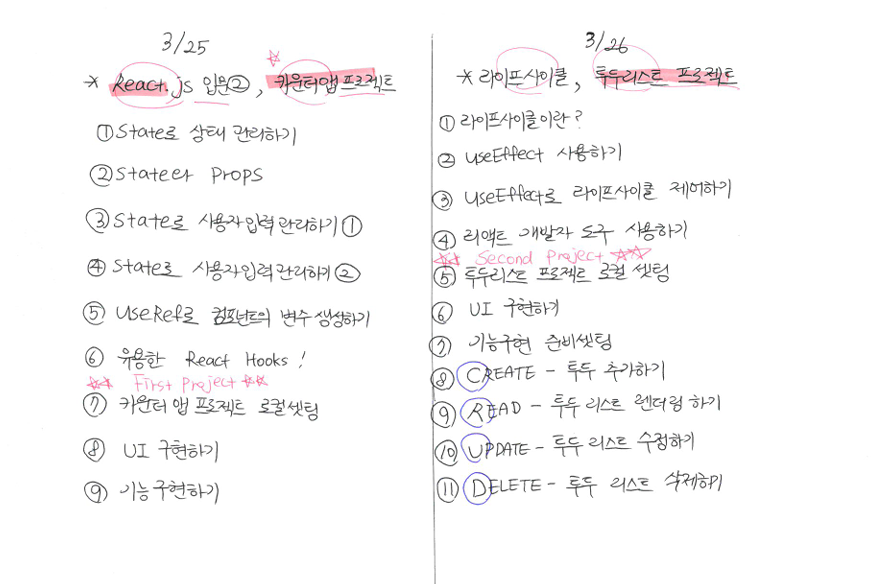 3/25
* React.js 입문②, 카운터앱 프로젝트
① State로 상태 관리하기
② State와 Props
③ State로 사용자입력 관리하기 ①
④ State로 사용자입력 관리하기 ②
⑤ UseRef로 컴포넌트의 변수 생성하기
⑥ 유용한 React Hooks!
☆☆ First Project ☆☆
⑦ 카운터 앱 프로젝트 로컬셋팅
⑧ UI 구현하기
⑨ 기능구현하기
3/26
* 라이프사이클, 투두리스트 프로젝트
① 라이프사이클이란?
② UseEffect 사용하기
③ UseEffect로 라이프사이클 제어하기
④ 리액트 개발자 도구 사용하기
☆☆ Second Project ☆☆
⑤ 투두리스트 프로젝트 로컬 셋팅
⑥ UI 구현하기
⑦ 기능구현 준비셋팅
⑧ CREATE - 투두 추가하기
⑨ READ - 투두 리스트 렌더링 하기
⑩ UPDATE - 투두 리스트 수정하기
⑪ DELETE - 투두 리스트 삭제하기